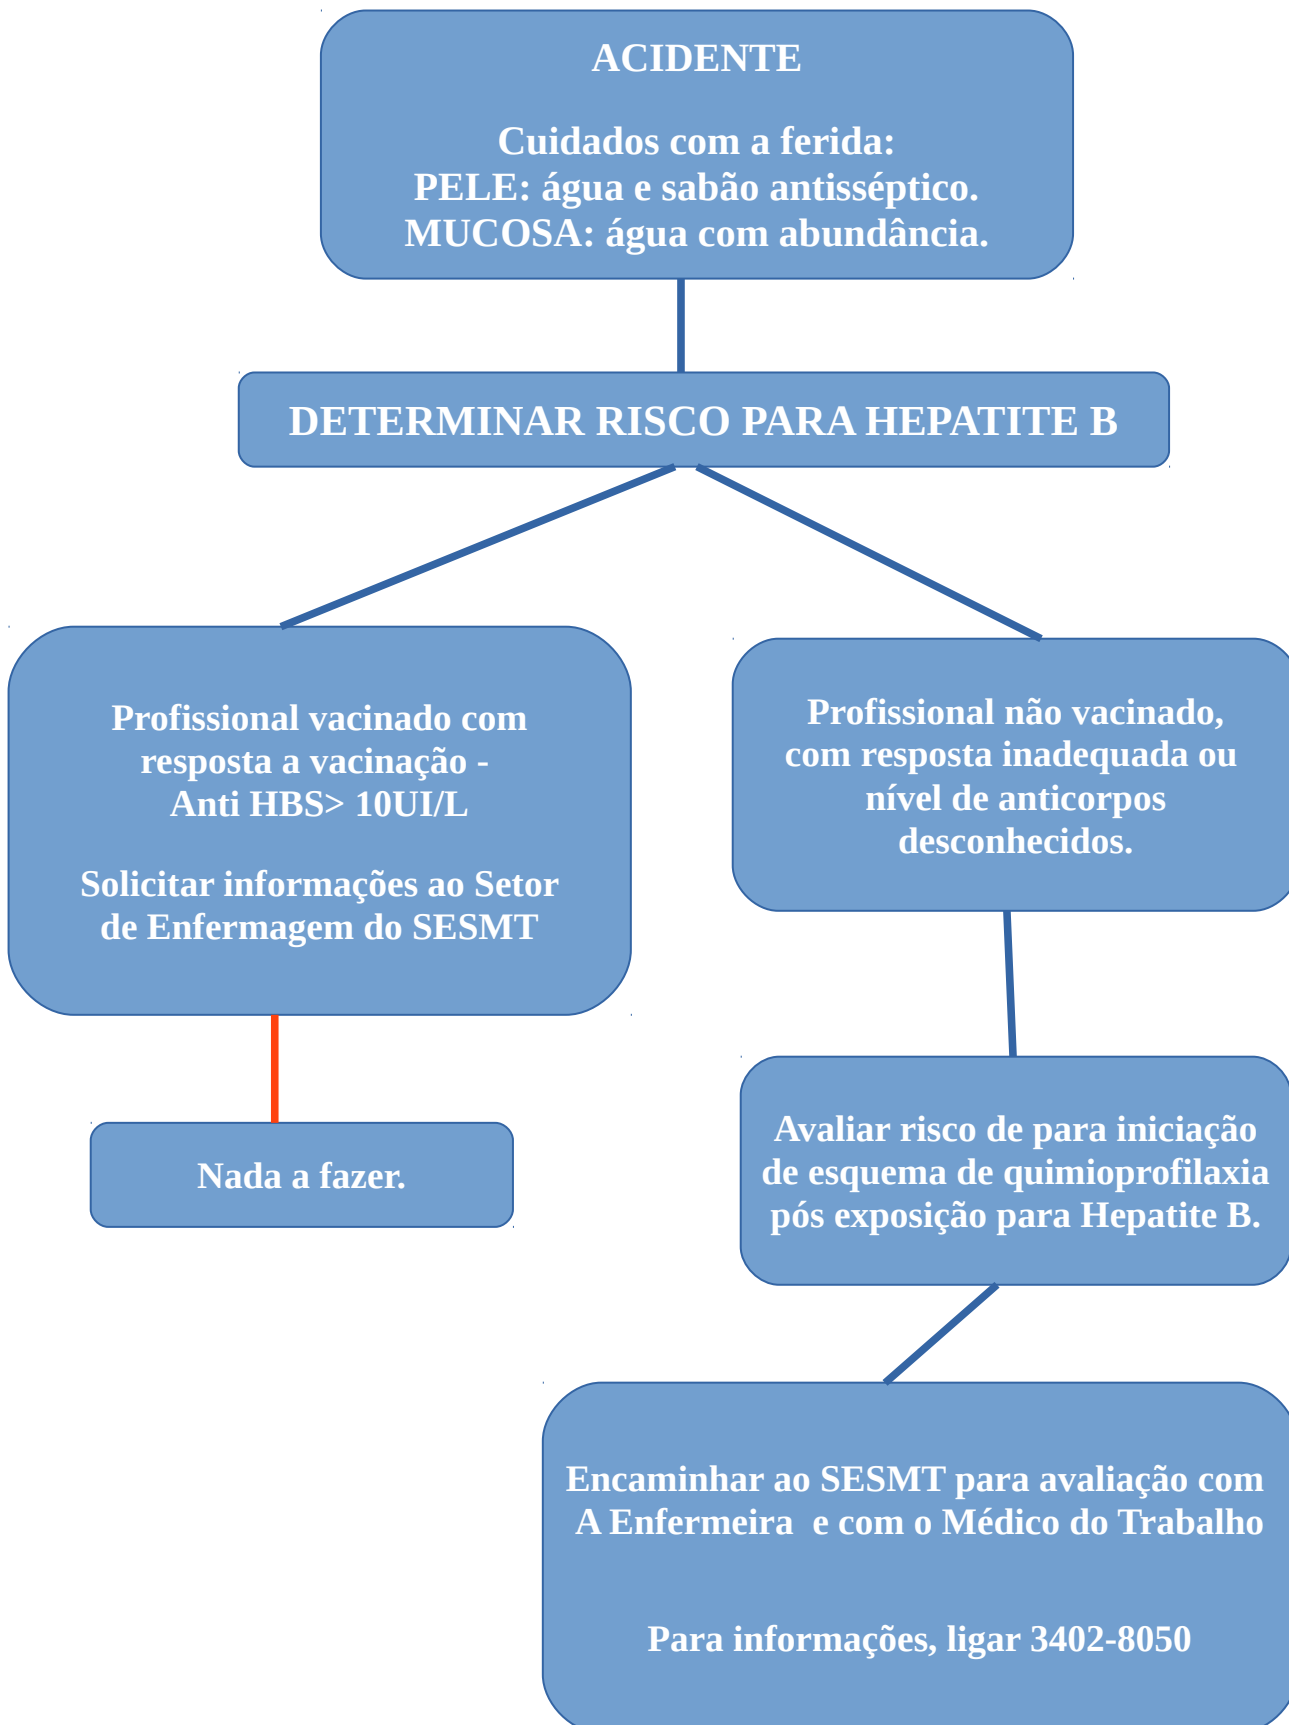 ACIDENTE
Cuidados com a ferida:
PELE: água e sabão antisséptico.
MUCOSA: água com abundância.
DETERMINAR RISCO PARA HEPATITE B
Profissional vacinado com
resposta a vacinação -
Anti HBS> 10UI/L
Solicitar informações ao Setor
de Enfermagem do SESMT
Profissional não vacinado,
com resposta inadequada ou
nível de anticorpos
desconhecidos.
Nada a fazer.
Avaliar risco de para iniciação
de esquema de quimioprofilaxia
pós exposição para Hepatite B.
Encaminhar ao SESMT para avaliação com
A Enfermeira  e com o Médico do Trabalho
Para informações, ligar 3402-8050